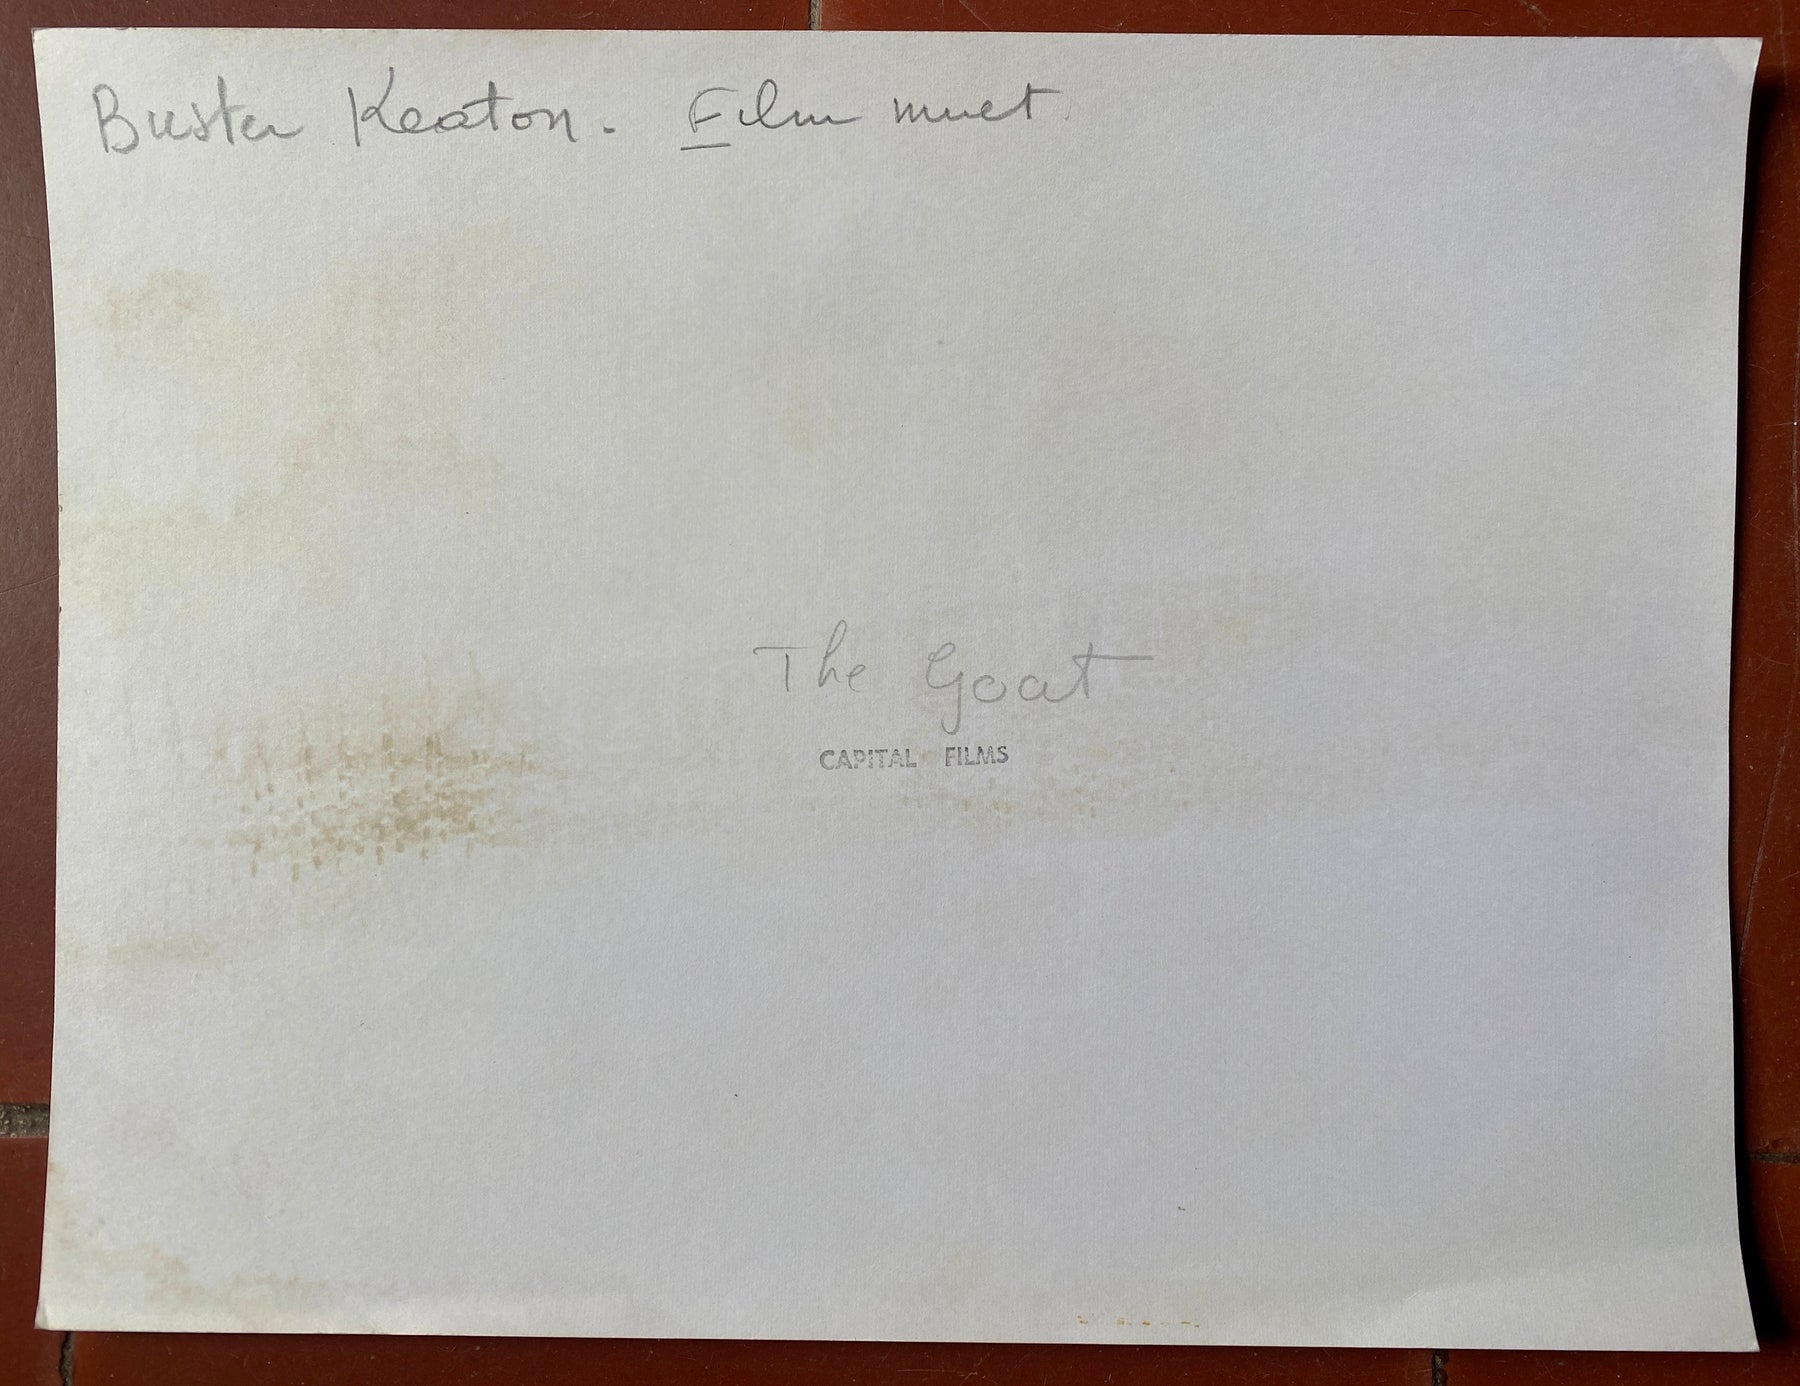 Buster Keaton. Film muet
The Goat
CAPITAL FILMS